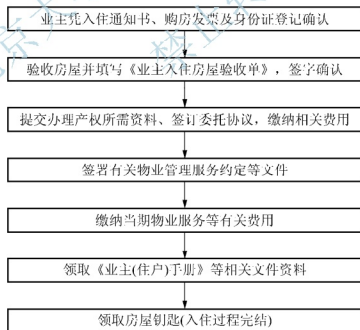 业主凭入住通知书、购房发票及身份证登记确认
验收房屋并填写《业主入住房屋验收单》，签字确认
提交办理产权所需资料、签订委托协议，缴纳相关费用
签署有关物业管理服务约定等文件
缴纳当期物业服务等有关费用
领取《业主(住户)手册》等相关文件资料
领取房屋钥匙(入住过程完结)